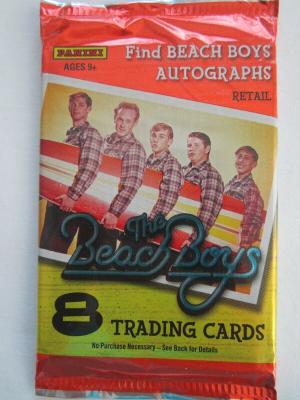 PANINI
AGES 9+
Find BEACH BOYS
AUTOGRAPHS
RETAIL
The
Beach Boys
8 TRADING CARDS
No Purchase Necessary – See Back for Details